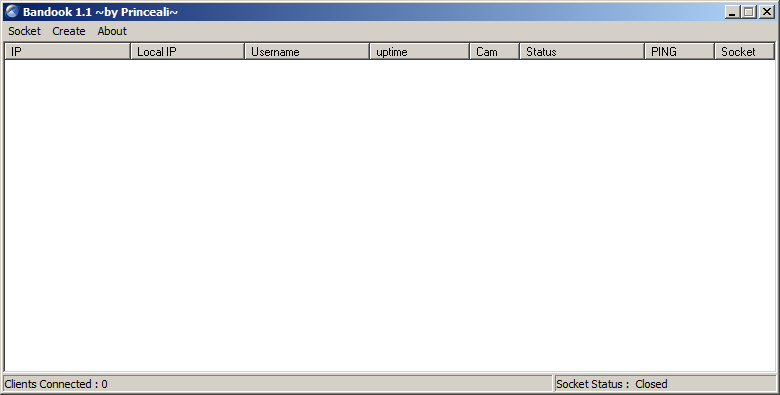 Bandook 1.1 ~by Princeali~
Socket Create About
IP Local IP Username uptime Cam Status PING Socket
Clients Connected : 0 Socket Status : Closed